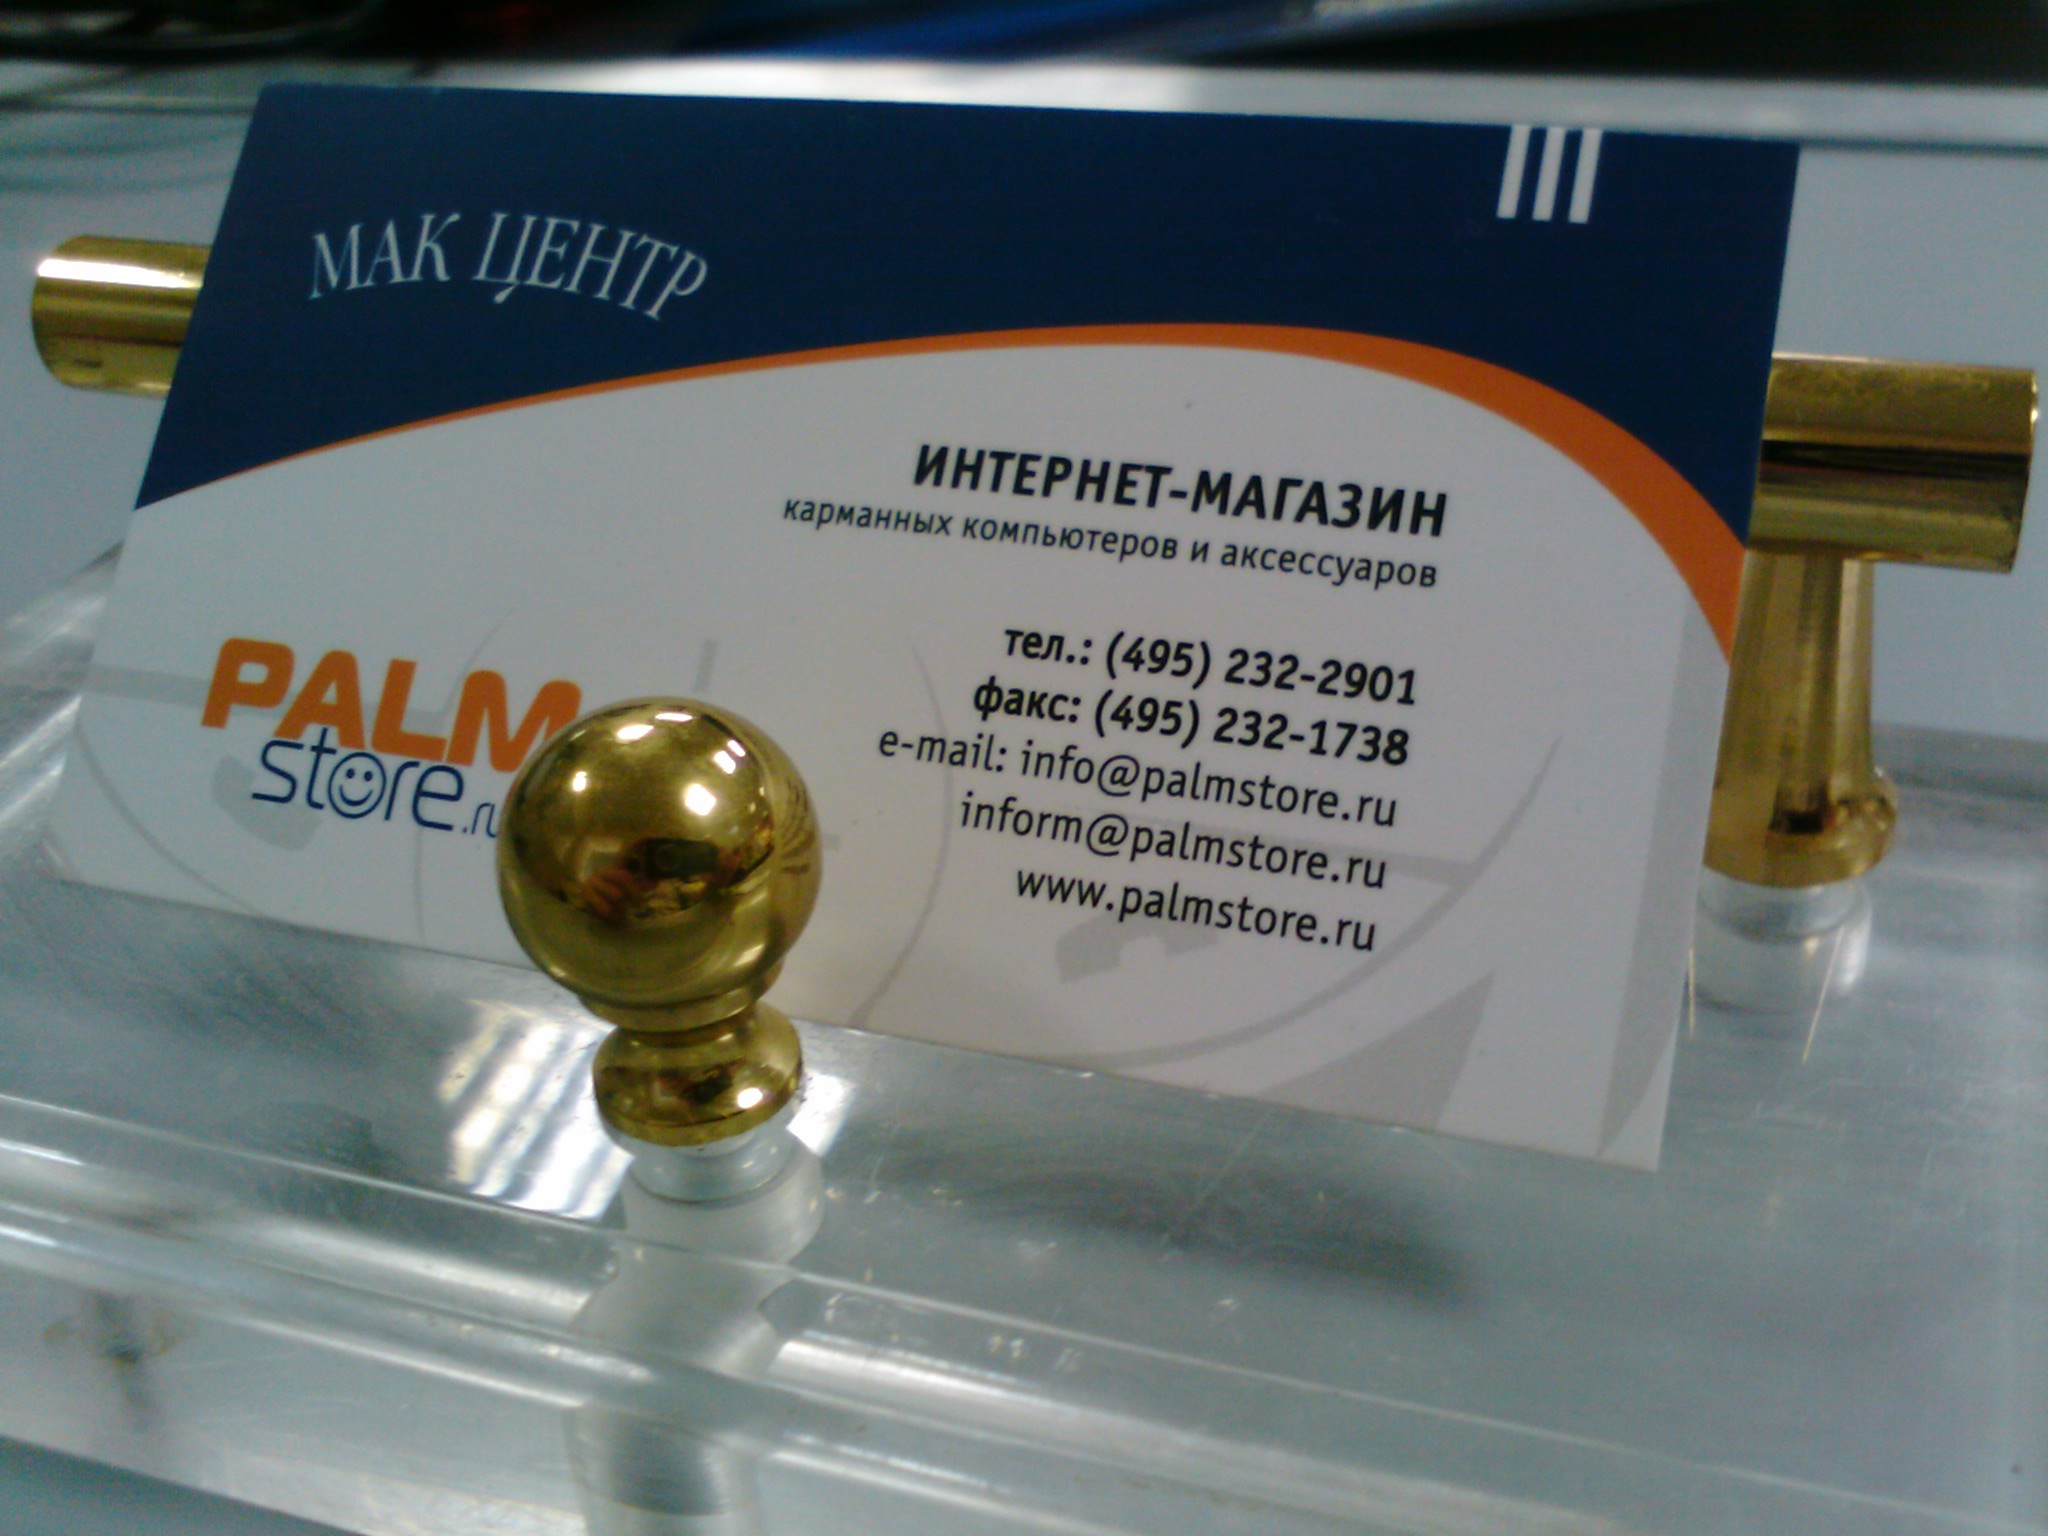 МАК ЦЕНТР
ИНТЕРНЕТ-МАГАЗИН
карманных компьютеров и аксессуаров
тел.: (495) 232-2901
факс: (495) 232-1738
e-mail: info@palmstore.ru
inform@palmstore.ru
www.palmstore.ru
PALM
store.ru